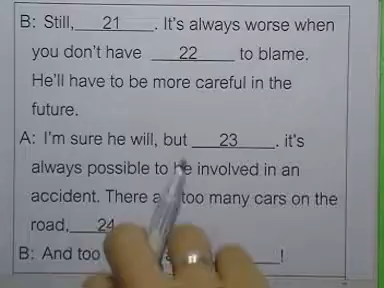 B: Still, 21 . It's always worse when
you don't have 22 to blame.
He'll have to be more careful in the
future.
A: I'm sure he will, but 23 . it's
always possible to be involved in an
accident. There a too many cars on the
road, 24
B: And too !